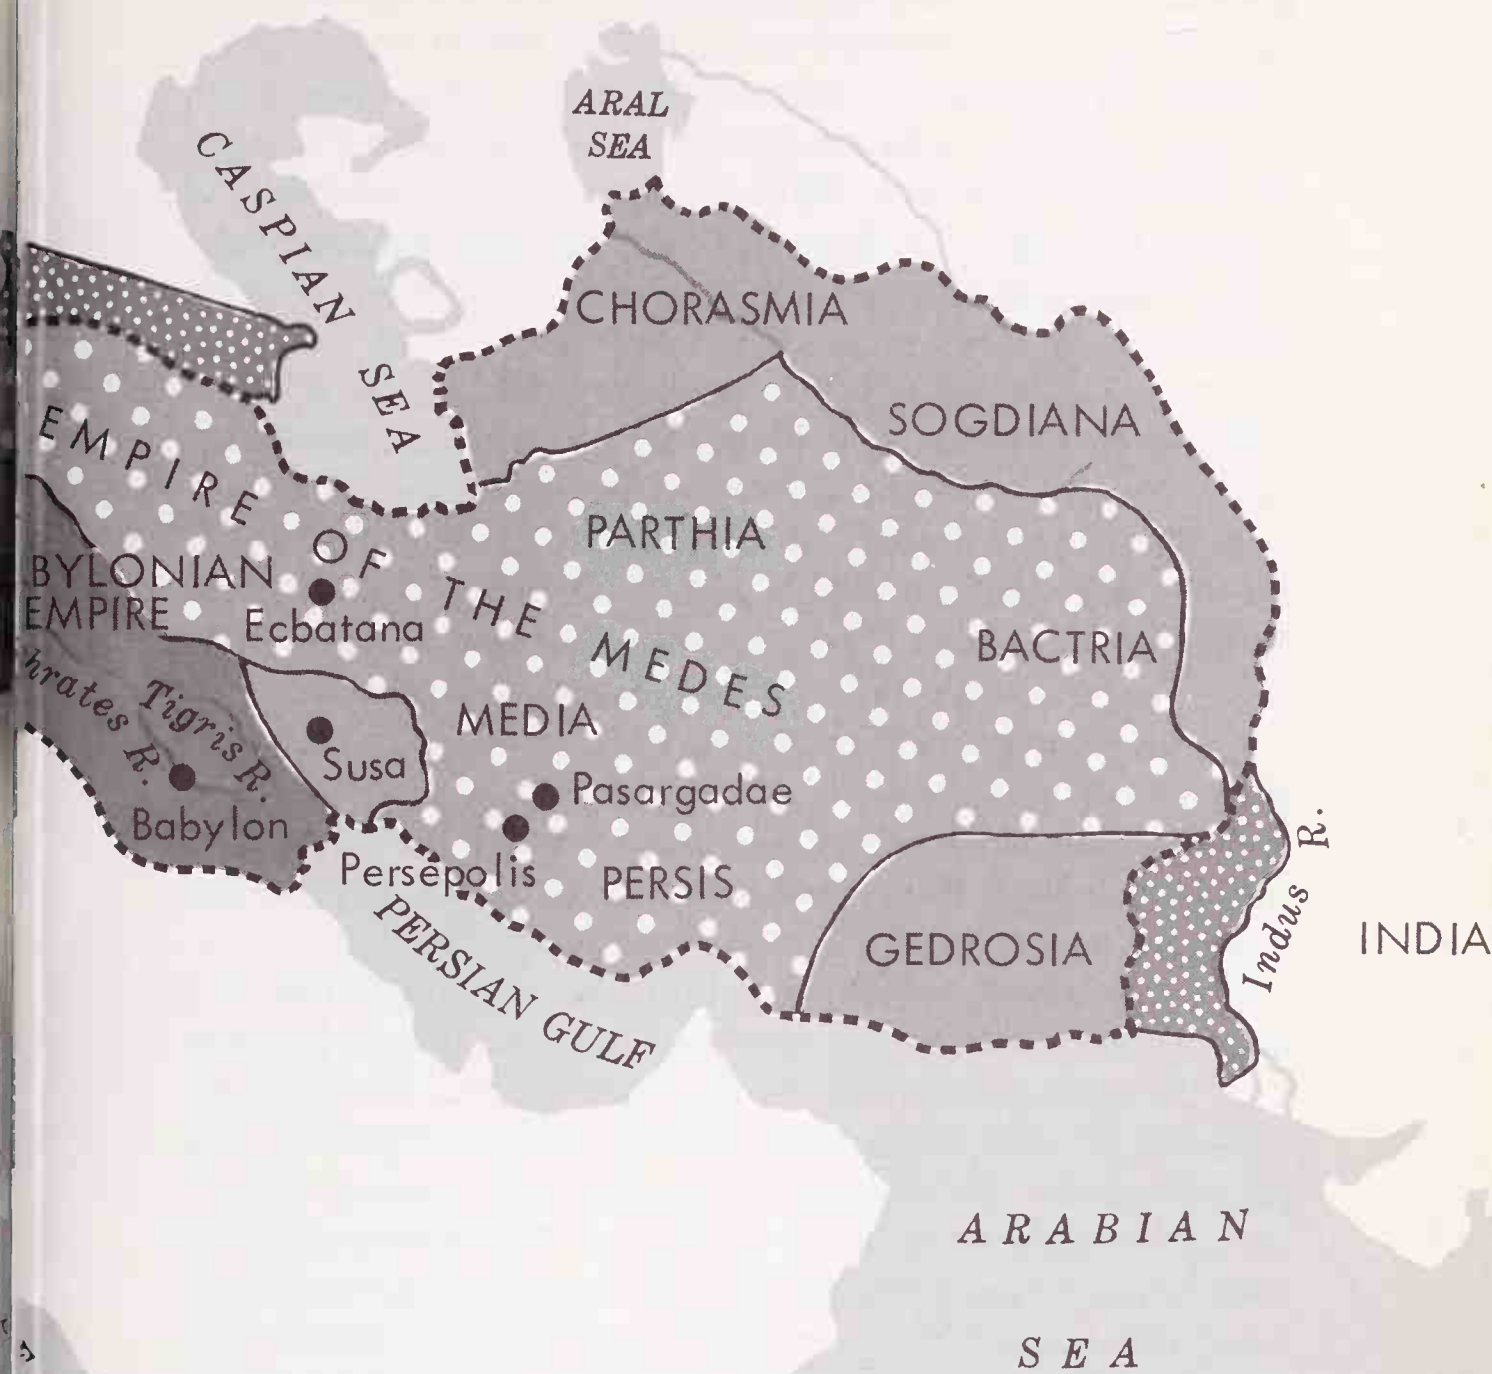 ARAL
SEA
CASPIAN
SEA
CHORASMIA
SOGDIANA
EMPIRE OF THE MEDES
PARTHIA
BYLONIAN
EMPIRE
Ecbatana
BACTRIA
hrates R.
Tigris R.
MEDIA
Susa
Pasargadae
Babylon
Persepolis
PERSIS
PERSIAN GULF
GEDROSIA
Indus R.
INDIA
ARABIAN
SEA